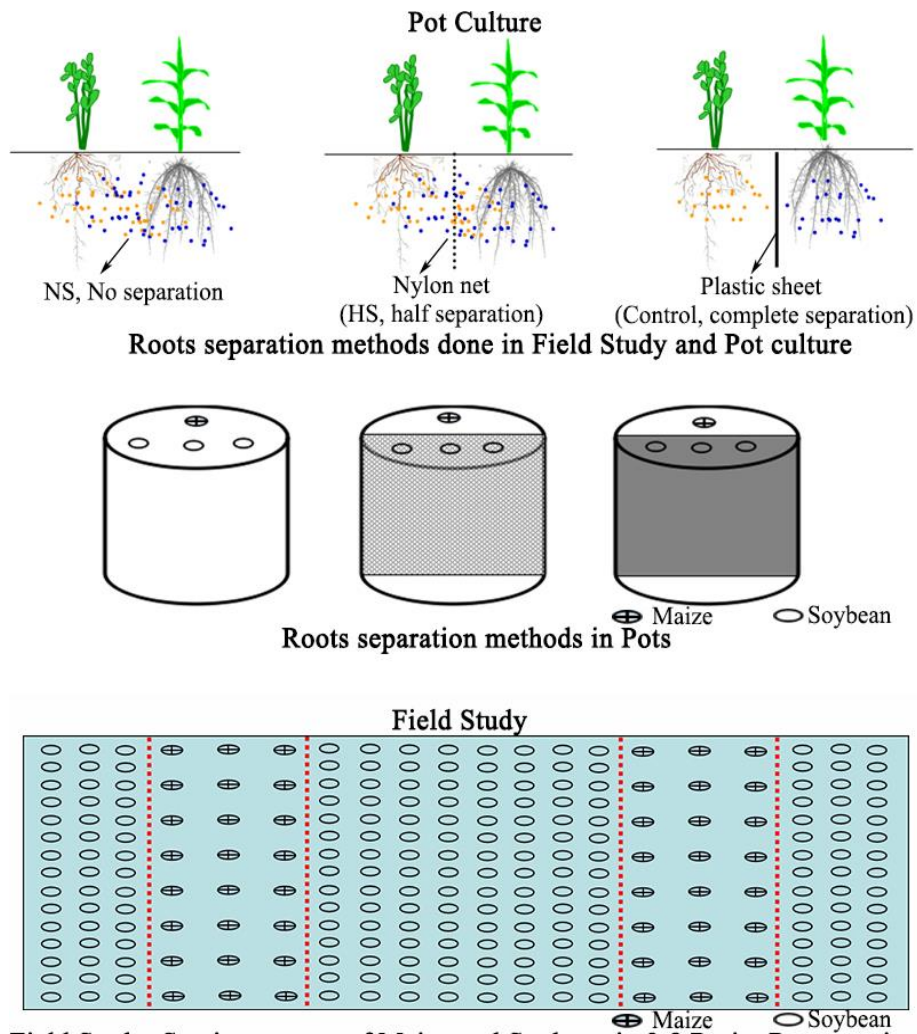 Pot Culture
NS, No separation
Nylon net
(HS, half separation)
Plastic sheet
(Control, complete separation)
Roots separation methods done in Field Study and Pot culture
Maize
Soybean
Roots separation methods in Pots
Field Study
Maize
Soybean